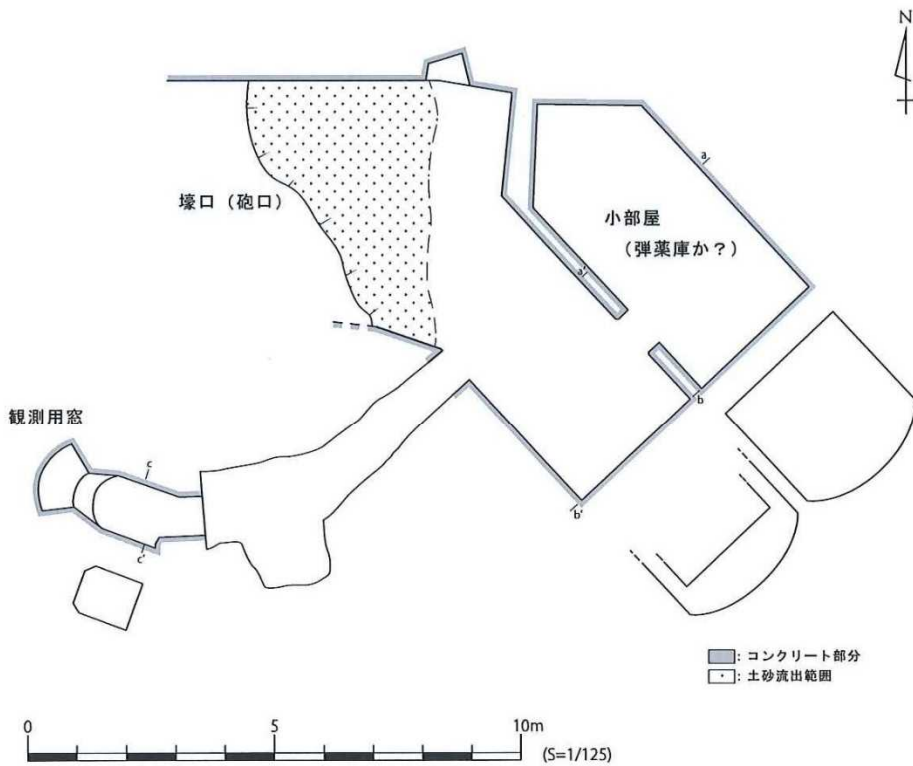 N
a
壕口（砲口）
小部屋
（弾薬庫か？）
a'
b
観測用窓
c
b'
c'
：コンクリート部分
：土砂流出範囲
0
5
10m
(S=1/125)